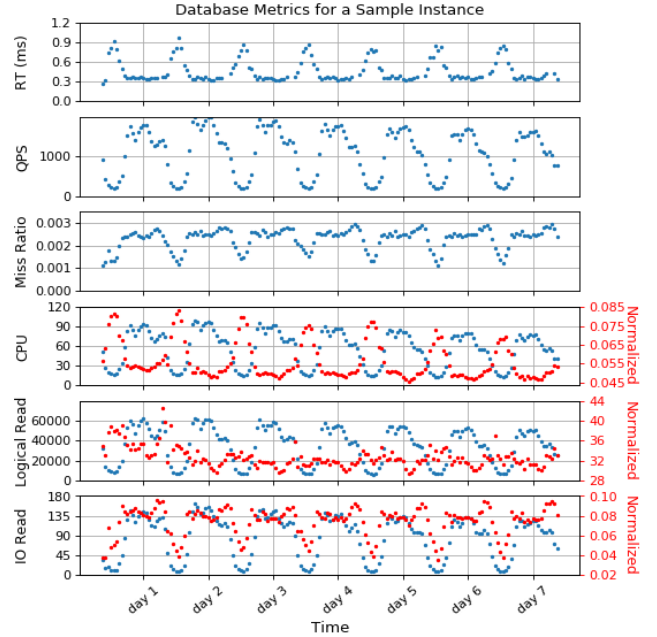 Database Metrics for a Sample Instance
RT (ms)
1.2
0.9
0.6
0.3
0.0
QPS
1000
0
Miss Ratio
0.003
0.002
0.001
0.000
CPU
120
90
60
30
0
0.085
0.075
0.065
0.055
0.045
Normalized
Logical Read
80000
60000
40000
20000
0
44
40
36
32
28
Normalized
IO Read
180
135
90
45
0
0.10
0.08
0.06
0.04
0.02
Normalized
day 1
day 2
day 3
day 4
day 5
day 6
day 7
Time